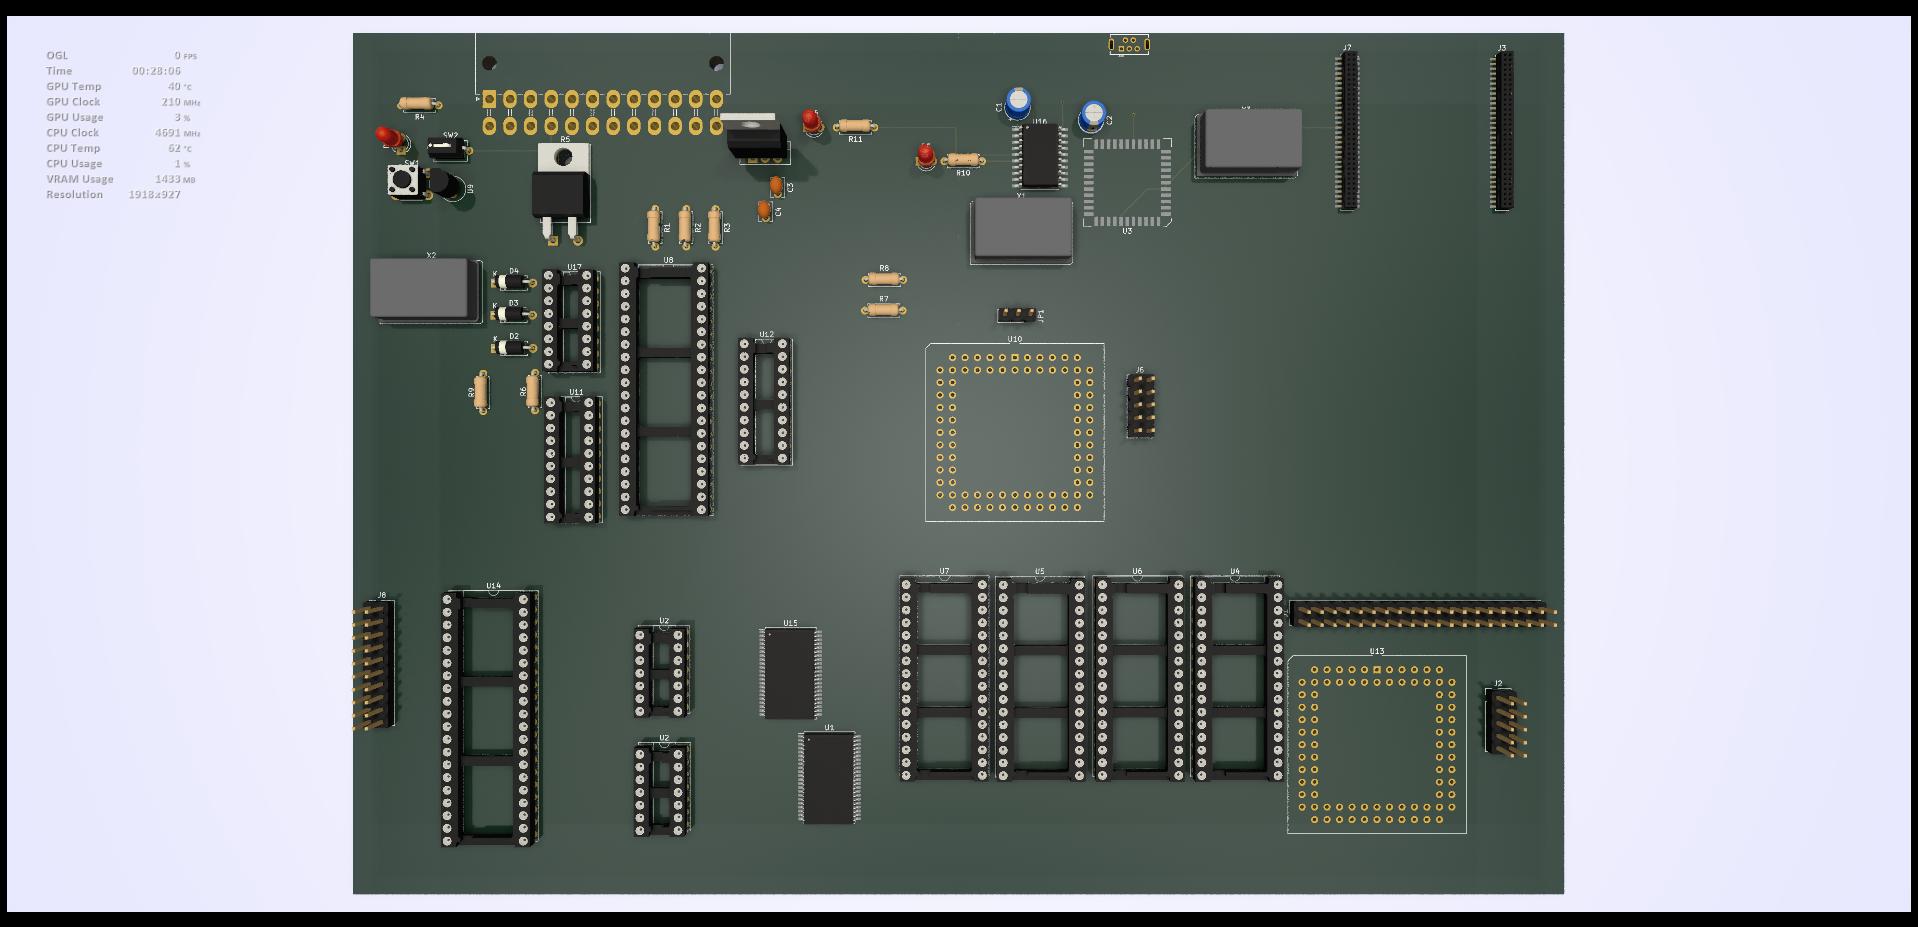 OGL 0 FPS
Time 00:28:06
GPU Temp 40 °C
GPU Clock 210 MHz
GPU Usage 3 %
CPU Clock 4691 MHz
CPU Temp 62 °C
CPU Usage 1 %
VRAM Usage 1433 MB
Resolution 1918x927
J7
J3
R4
C1
C2
U16
SW2
R5
R11
SW1
U9
R10
C3
C4
Y1
U3
R1
R2
R3
X2
D4
U17
U8
R8
K
D3
R7
K
JP1
D2
U12
U10
K
J6
R9
R6
U11
U7
U5
U6
U4
U14
J8
U2
U15
U13
J2
U2
U1